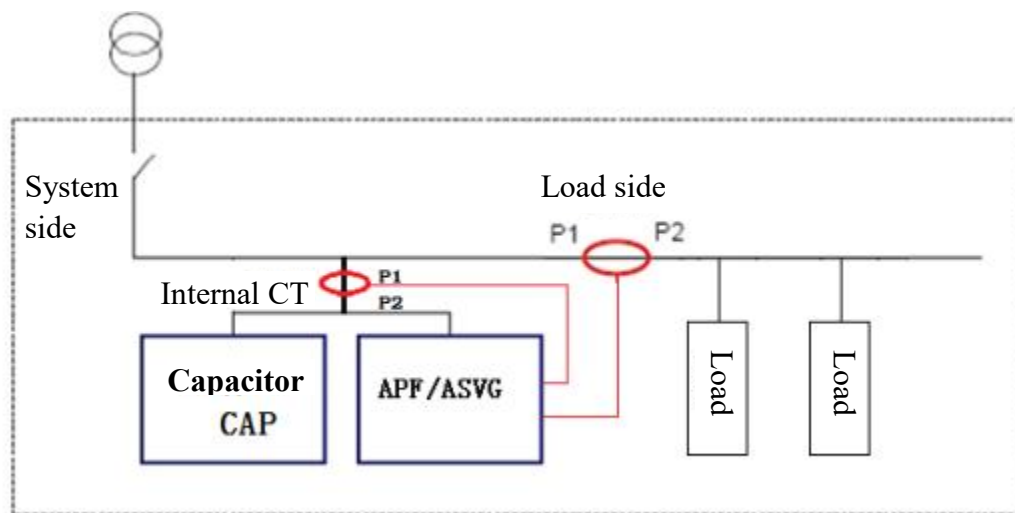 System
side
Load side
P1
P2
Internal CT
P1
P2
Capacitor
CAP
APF/ASVG
Load
Load